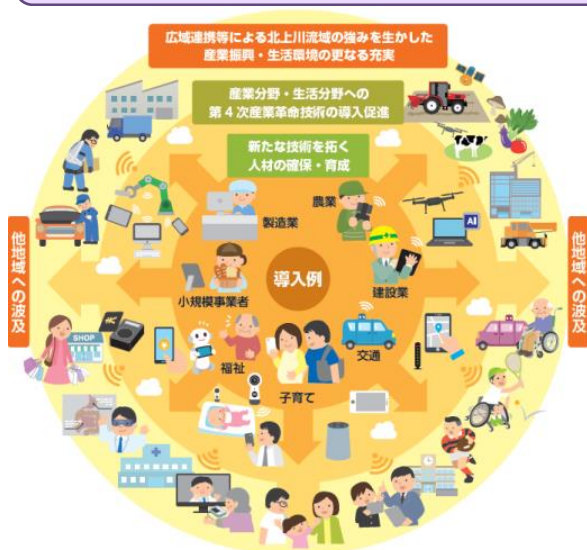 広域連携等による北上川流域の強みを生かした
産業振興・生活環境の更なる充実
産業分野・生活分野への
第4次産業革命技術の導入促進
新たな技術を拓く
人材の確保・育成
農業
製造業
AI
他地域への波及
導入例
小規模事業者
建設業
他地域への波及
SHOP
福祉
交通
子育て